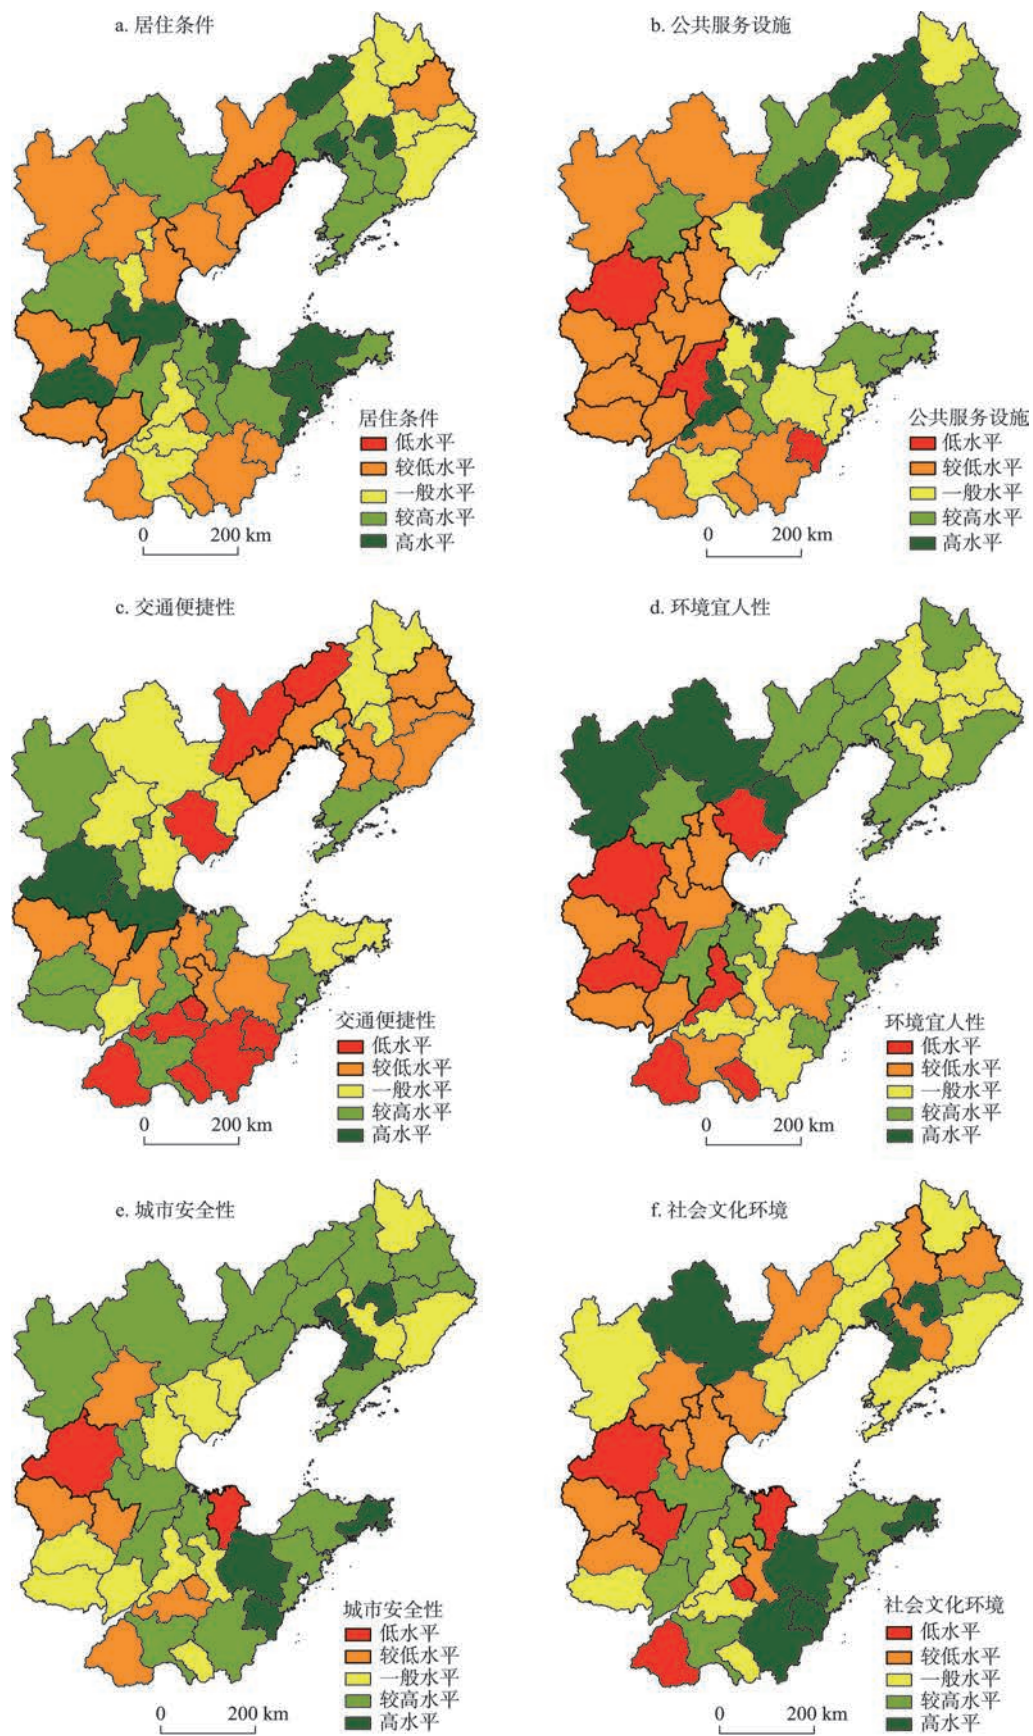 a. 居住条件
居住条件
低水平
较低水平
一般水平
较高水平
高水平
0 200 km
b. 公共服务设施
公共服务设施
低水平
较低水平
一般水平
较高水平
高水平
0 200 km
c. 交通便捷性
交通便捷性
低水平
较低水平
一般水平
较高水平
高水平
0 200 km
d. 环境宜人性
环境宜人性
低水平
较低水平
一般水平
较高水平
高水平
0 200 km
e. 城市安全性
城市安全性
低水平
较低水平
一般水平
较高水平
高水平
0 200 km
f. 社会文化环境
社会文化环境
低水平
较低水平
一般水平
较高水平
高水平
0 200 km